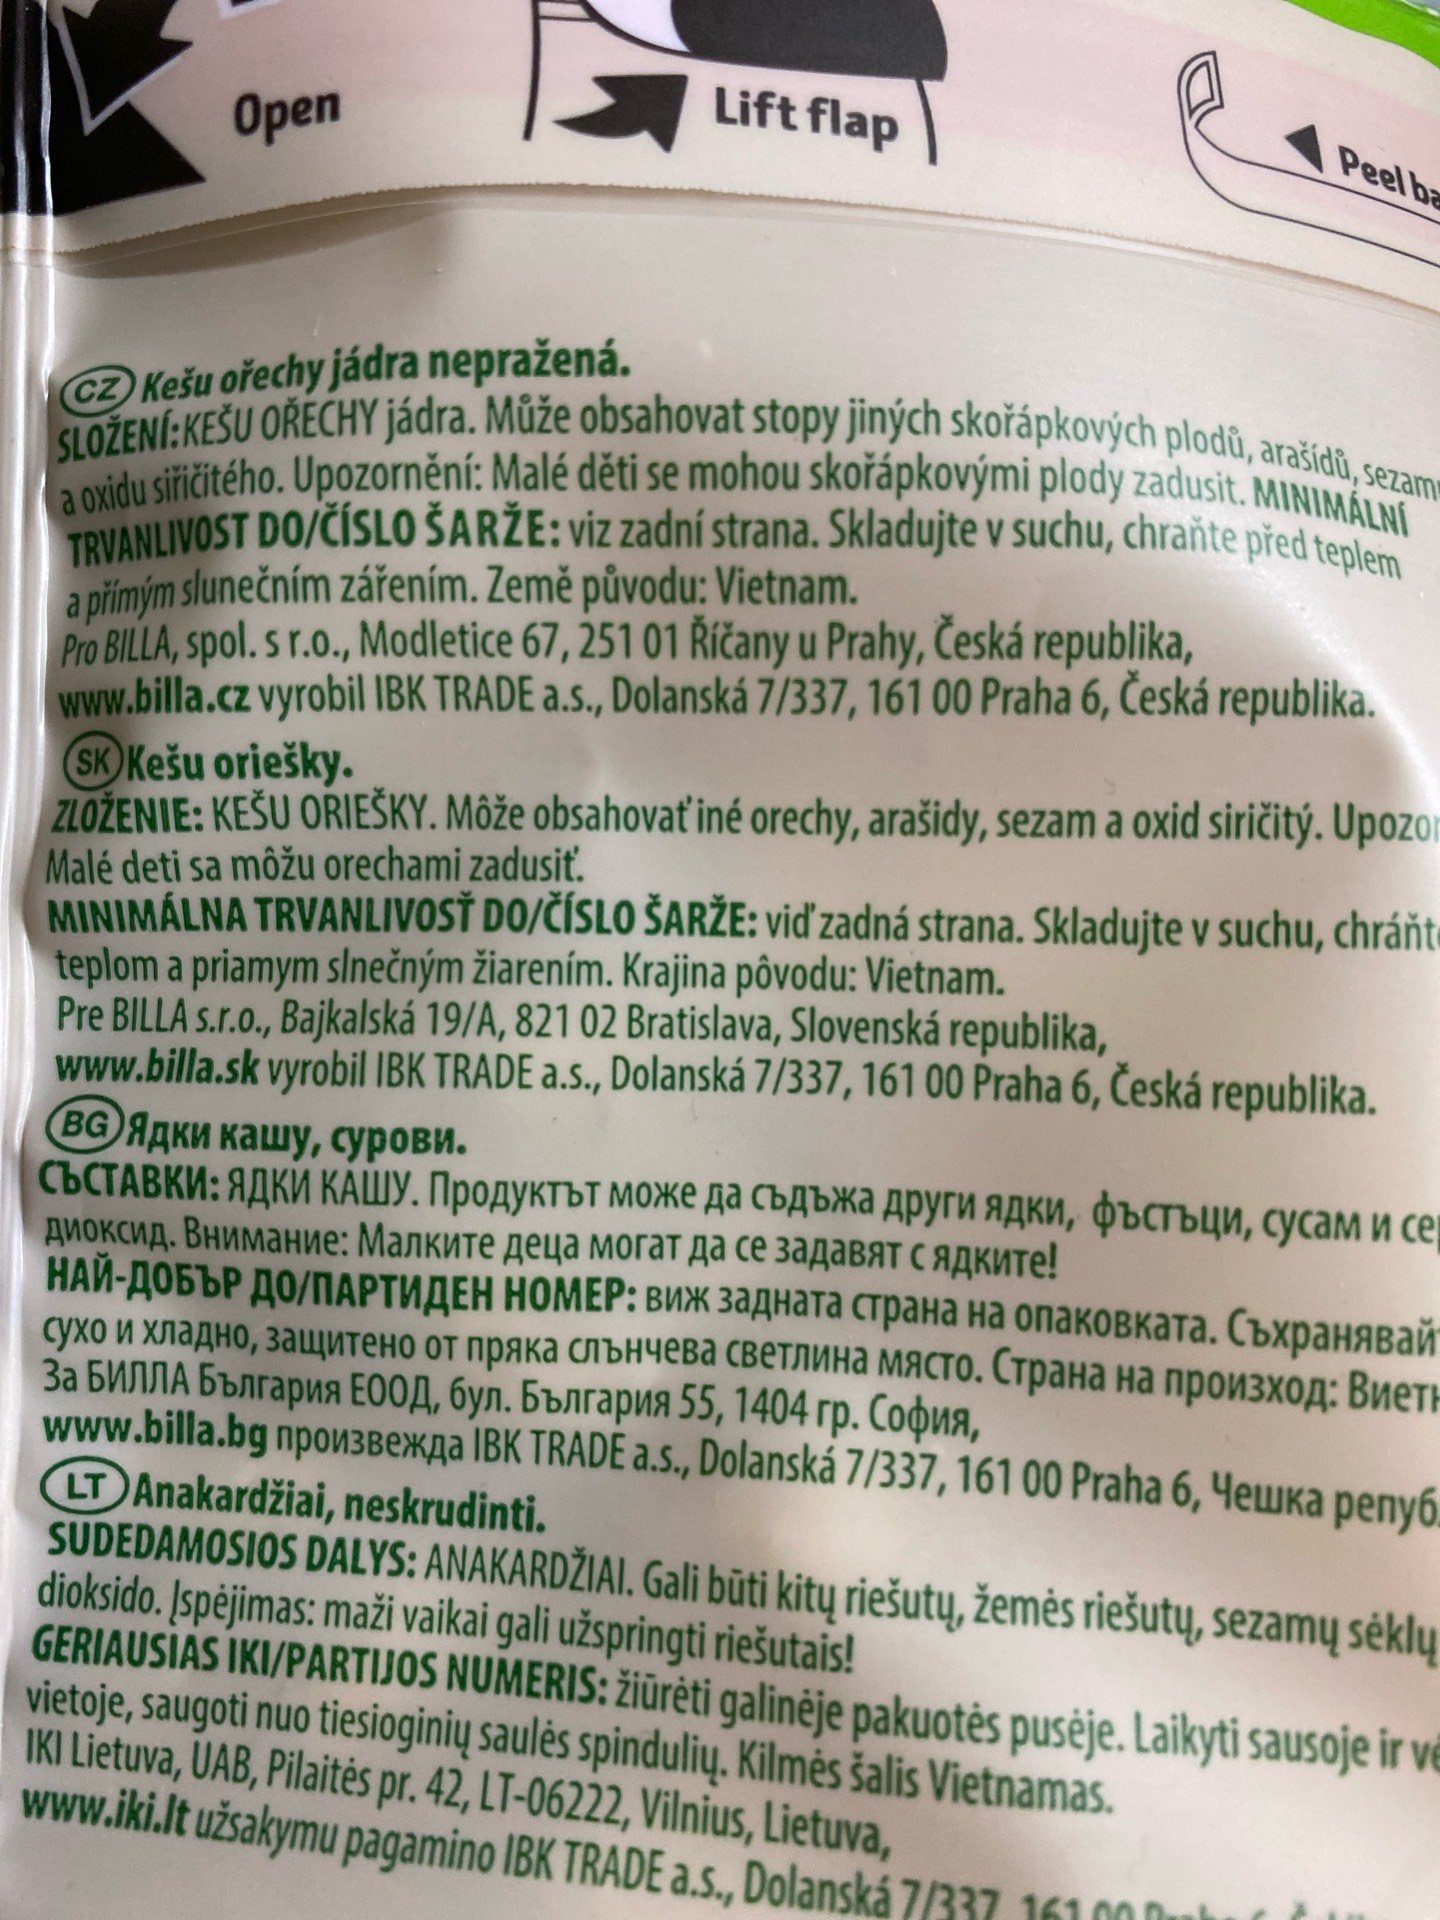 Open
Lift flap
Peel
CZ Kešu ořechy jádra nepražená.
SLOŽENÍ: KEŠU OŘECHY jádra. Může obsahovat stopy jiných skořápkových plodů, arašídů,
a oxidu siřičitého. Upozornění: Malé děti se mohou skořápkovými plody zadusit. MINIMÁLNÍ
TRVANLIVOST DO/ČÍSLO ŠARŽE: viz zadní strana. Skladujte v suchu, chraňte před teplem
a přímým slunečním zářením. Země původu: Vietnam.
Pro BILLA, spol. s r.o., Modletice 67, 251 01 Říčany u Prahy, Česká republika,
www.billa.cz vyrobil IBK TRADE a.s., Dolanská 7/337, 161 00 Praha 6, Česká republika.
SK Kešu oriešky.
ZLOŽENIE: KEŠU ORIEŠKY. Môže obsahovať iné orechy, arašidy, sezam a oxid siričitý.
Malé deti sa môžu orechami zadusiť.
MINIMÁLNA TRVANLIVOSŤ DO/ČÍSLO ŠARŽE: viď zadná strana. Skladujte v suchu,
teplom a priamym slnečným žiarením. Krajina pôvodu: Vietnam.
Pre BILLA s.r.o., Bajkalská 19/A, 821 02 Bratislava, Slovenská republika,
www.billa.sk vyrobil IBK TRADE a.s., Dolanská 7/337, 161 00 Praha 6, Česká republika.
BG Ядки кашу, сурови.
СЪСТАВКИ: ЯДКИ КАШУ. Продуктът може да съдъжа други ядки, фъстъци, сусам и
диоксид. Внимание: Малките деца могат да се задавят с ядките!
НАЙ-ДОБЪР ДО/ПАРТИДЕН НОМЕР: виж задната страна на опаковката.
сухо и хладно, защитено от пряка слънчева светлина място. Страна на произход:
За БИЛЛА България ЕООД, бул. България 55, 1404 гр. София,
www.billa.bg произвежда IBK TRADE a.s., Dolanská 7/337, 161 00 Praha 6, Чешка
LT Anakardžiai, neskrudinti.
SUDEDAMOSIOS DALYS: ANAKARDŽIAI. Gali būti kitų riešutų, žemės riešutų, sezamų sėklų
dioksido. Įspėjimas: maži vaikai gali užspringti riešutais!
GERIAUSIAS IKI/PARTIJOS NUMERIS: žiūrėti galinėje pakuotės pusėje. Laikyti sausoje ir
vietoje, saugoti nuo tiesioginių saulės spindulių. Kilmės šalis Vietnamas.
IKI Lietuva, UAB, Pilaitės pr. 42, LT-06222, Vilnius, Lietuva,
www.iki.lt užsakymu pagamino IBK TRADE a.s., Dolanská 7/337, 161 00